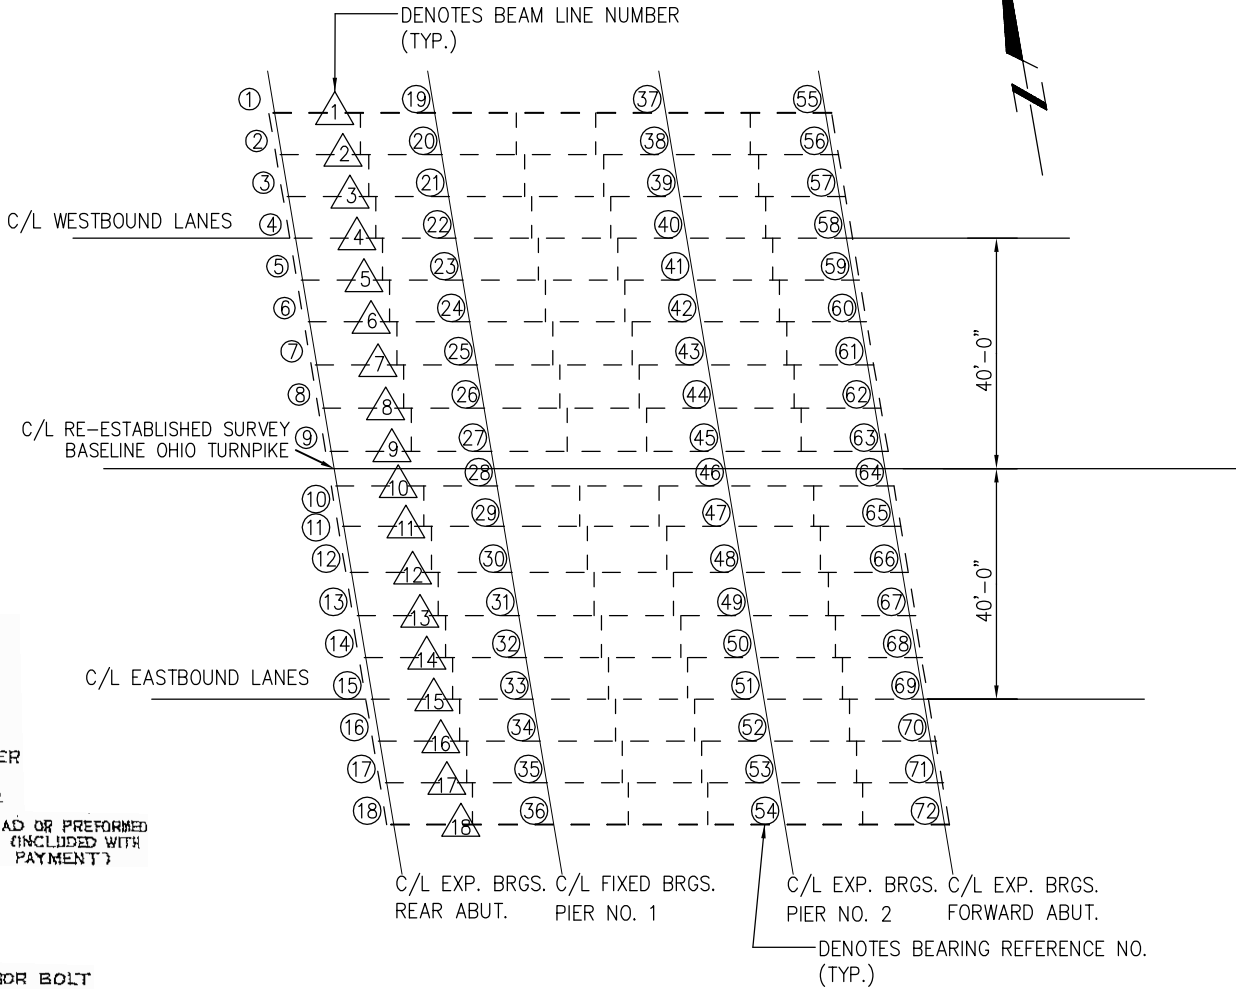 DENOTES BEAM LINE NUMBER
(TYP.)
1 1 19 37 55
2 2 20 38 56
3 3 21 39 57
C/L WESTBOUND LANES 4 4 22 40 58
5 5 23 41 59
6 6 24 42 60
7 7 25 43 61
40'-0"
8 8 26 44 62
C/L RE-ESTABLISHED SURVEY
BASELINE OHIO TURNPIKE
9 9 27 45 63
10 10 28 46 64
11 11 29 47 65
12 12 30 48 66
40'-0"
13 13 31 49 67
14 14 32 50 68
C/L EASTBOUND LANES 15 15 33 51 69
16 16 34 52 70
17 17 35 53 71
18 18 36 54 72
ER
AD OR PREFORMED
(INCLUDED WITH
PAYMENT)
C/L EXP. BRGS.
REAR ABUT.
C/L FIXED BRGS.
PIER NO. 1
C/L EXP. BRGS.
PIER NO. 2
C/L EXP. BRGS.
FORWARD ABUT.
DENOTES BEARING REFERENCE NO.
(TYP.)
OR BOLT